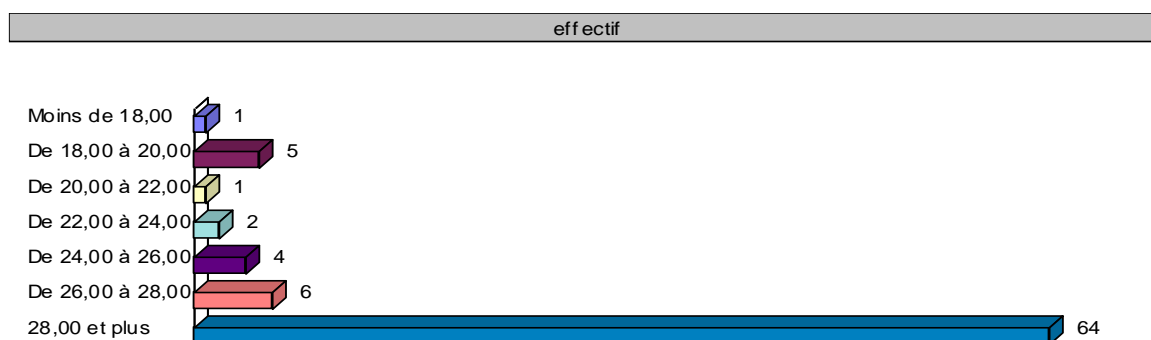 effectif
Moins de 18,00 1
De 18,00 à 20,00 5
De 20,00 à 22,00 1
De 22,00 à 24,00 2
De 24,00 à 26,00 4
De 26,00 à 28,00 6
28,00 et plus 64